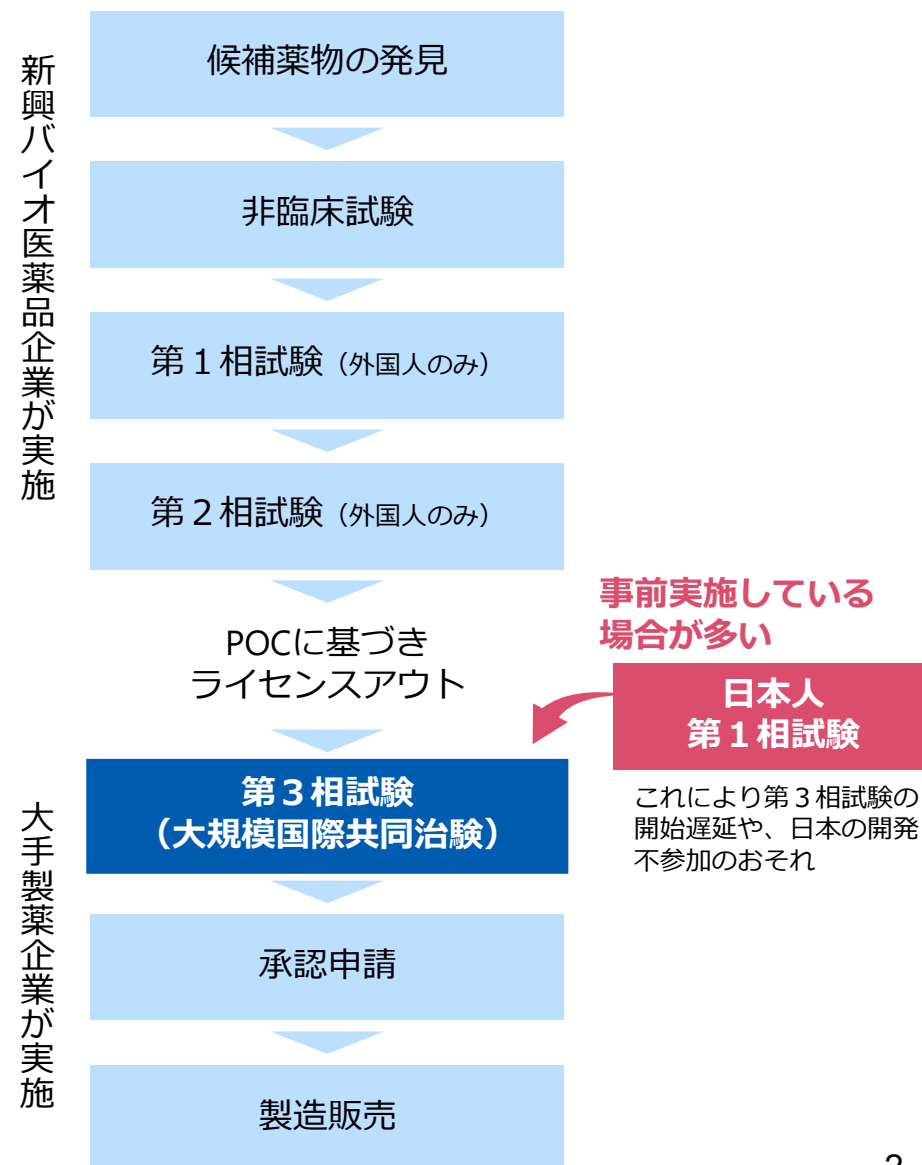 新興バイオ医薬品企業が実施
候補薬物の発見
非臨床試験
第１相試験（外国人のみ）
第２相試験（外国人のみ）
POCに基づき
ライセンスアウト
事前実施している
場合が多い
日本人
第１相試験
これにより第３相試験の
開始遅延や、日本の開発
不参加のおそれ
大手製薬企業が実施
第３相試験
（大規模国際共同治験）
承認申請
製造販売